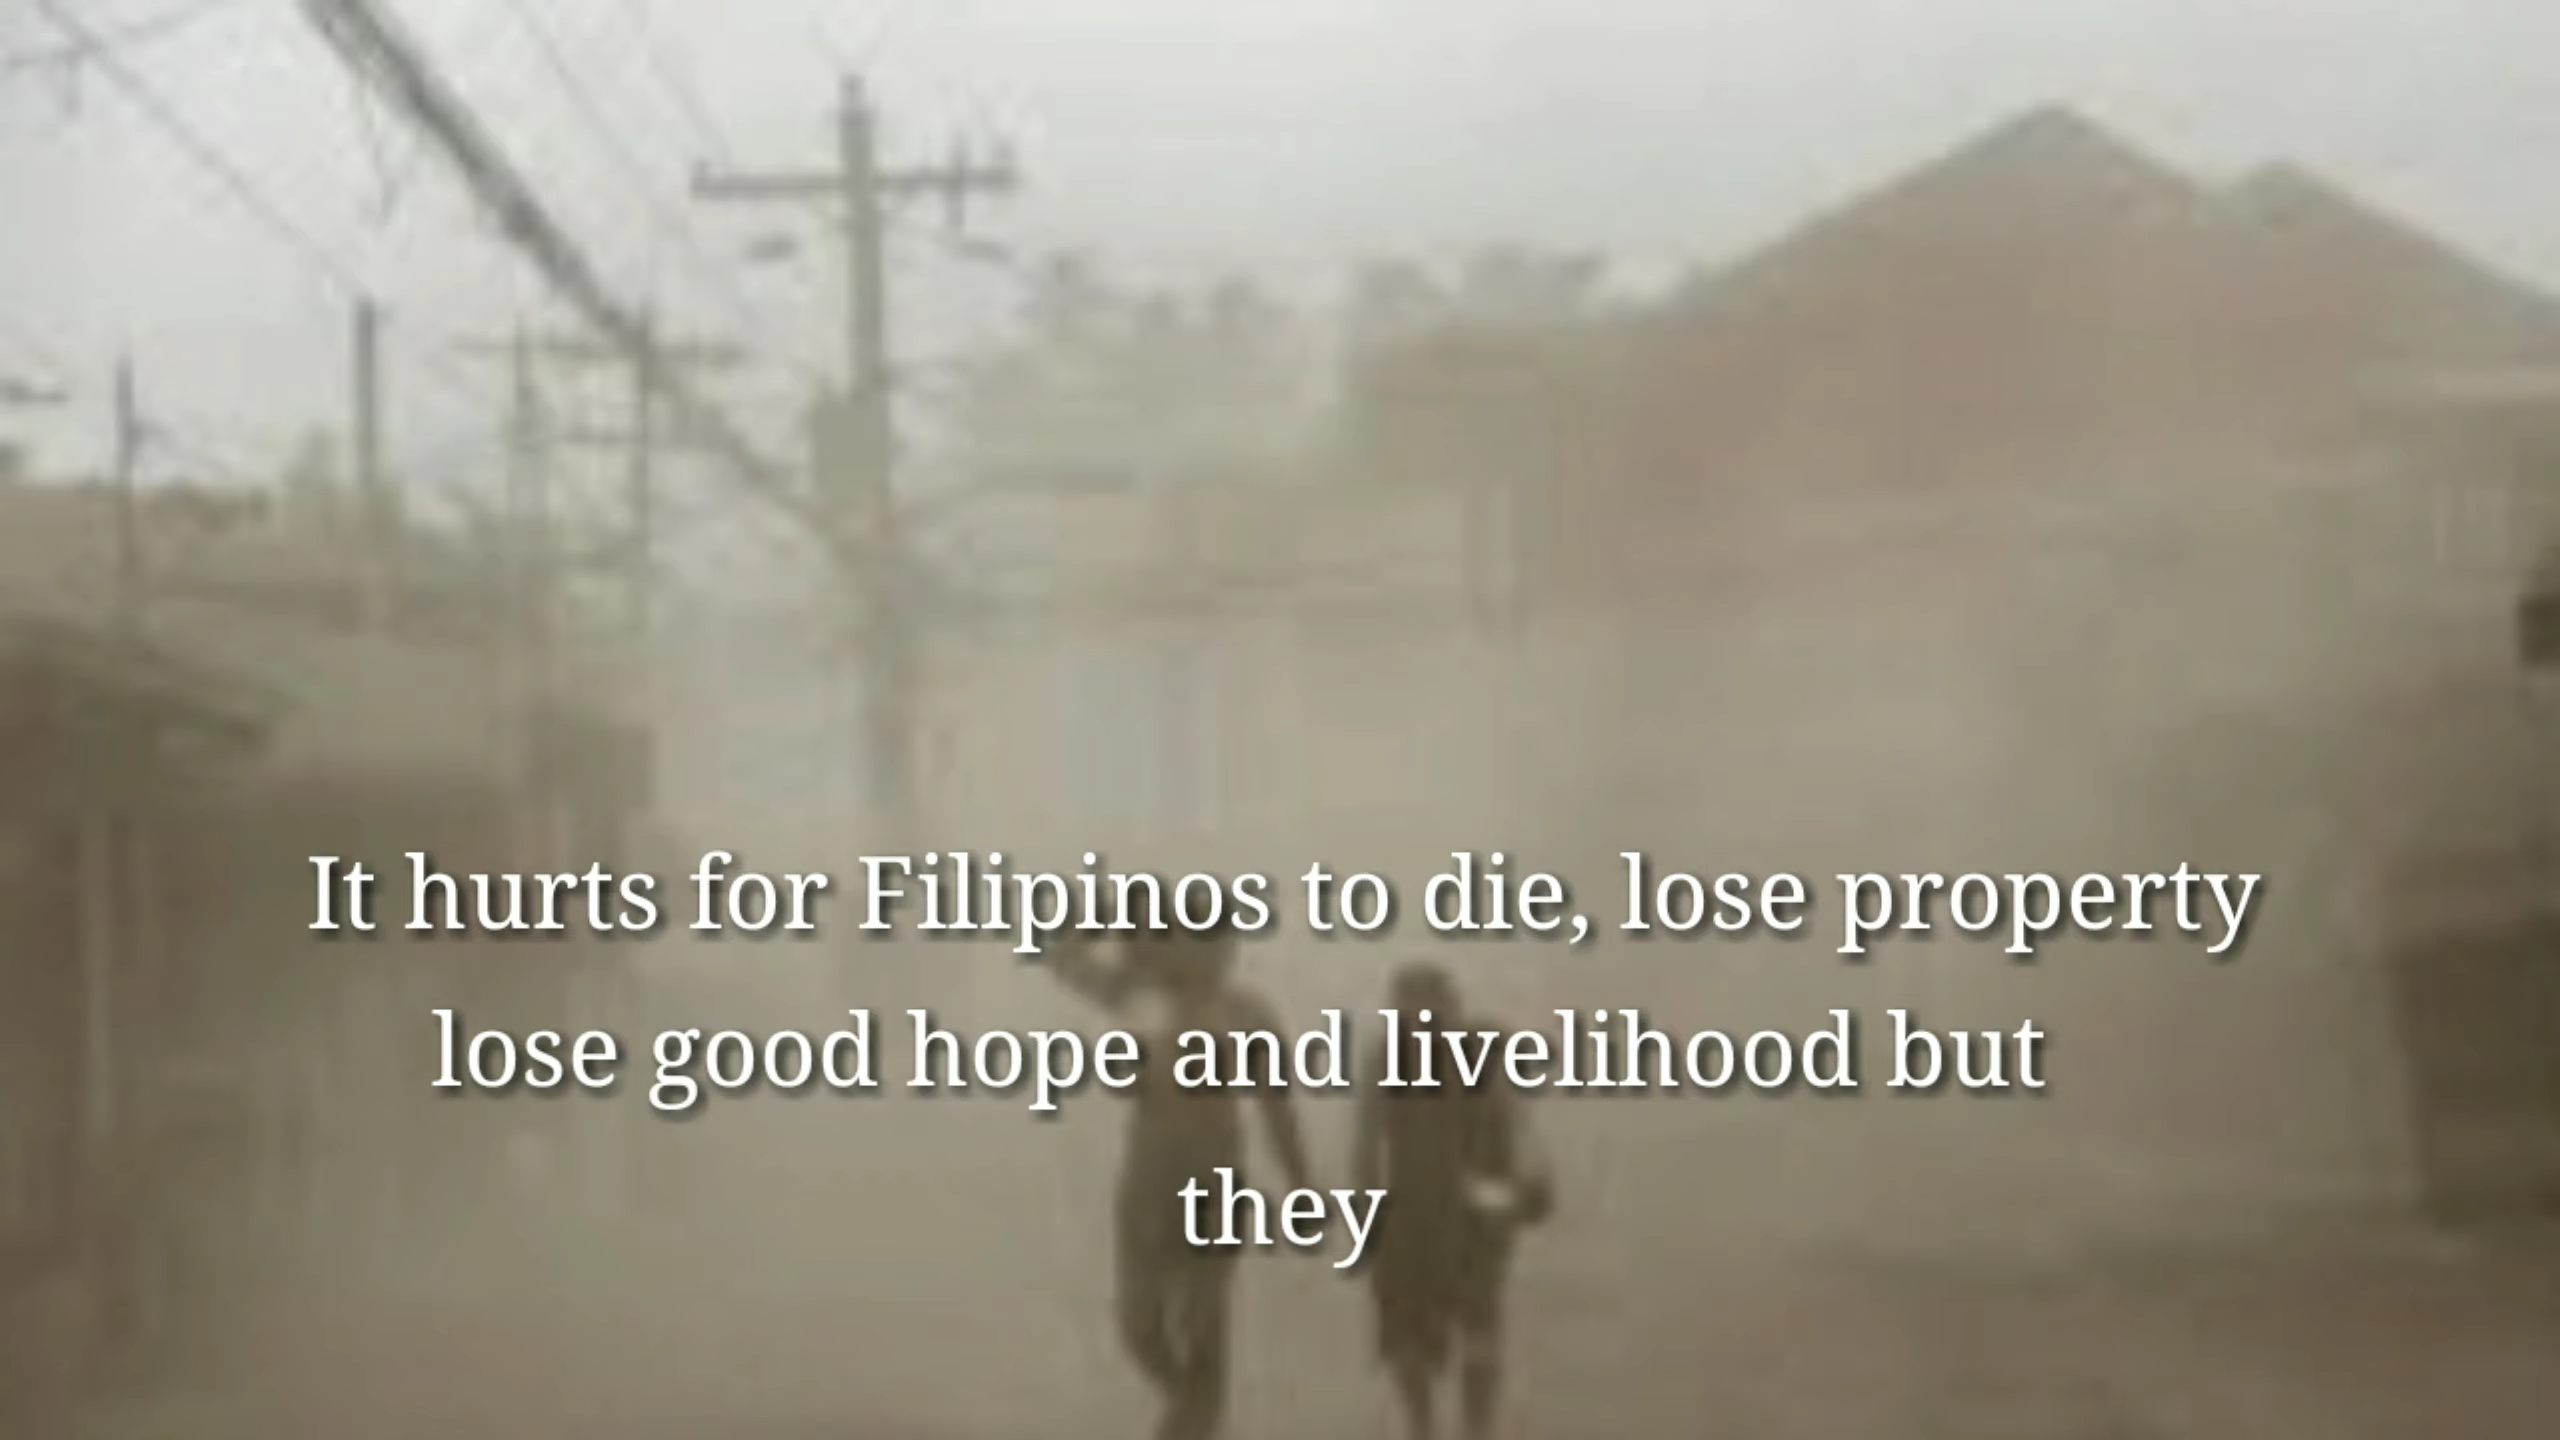 It hurts for Filipinos to die, lose property
lose good hope and livelihood but
they